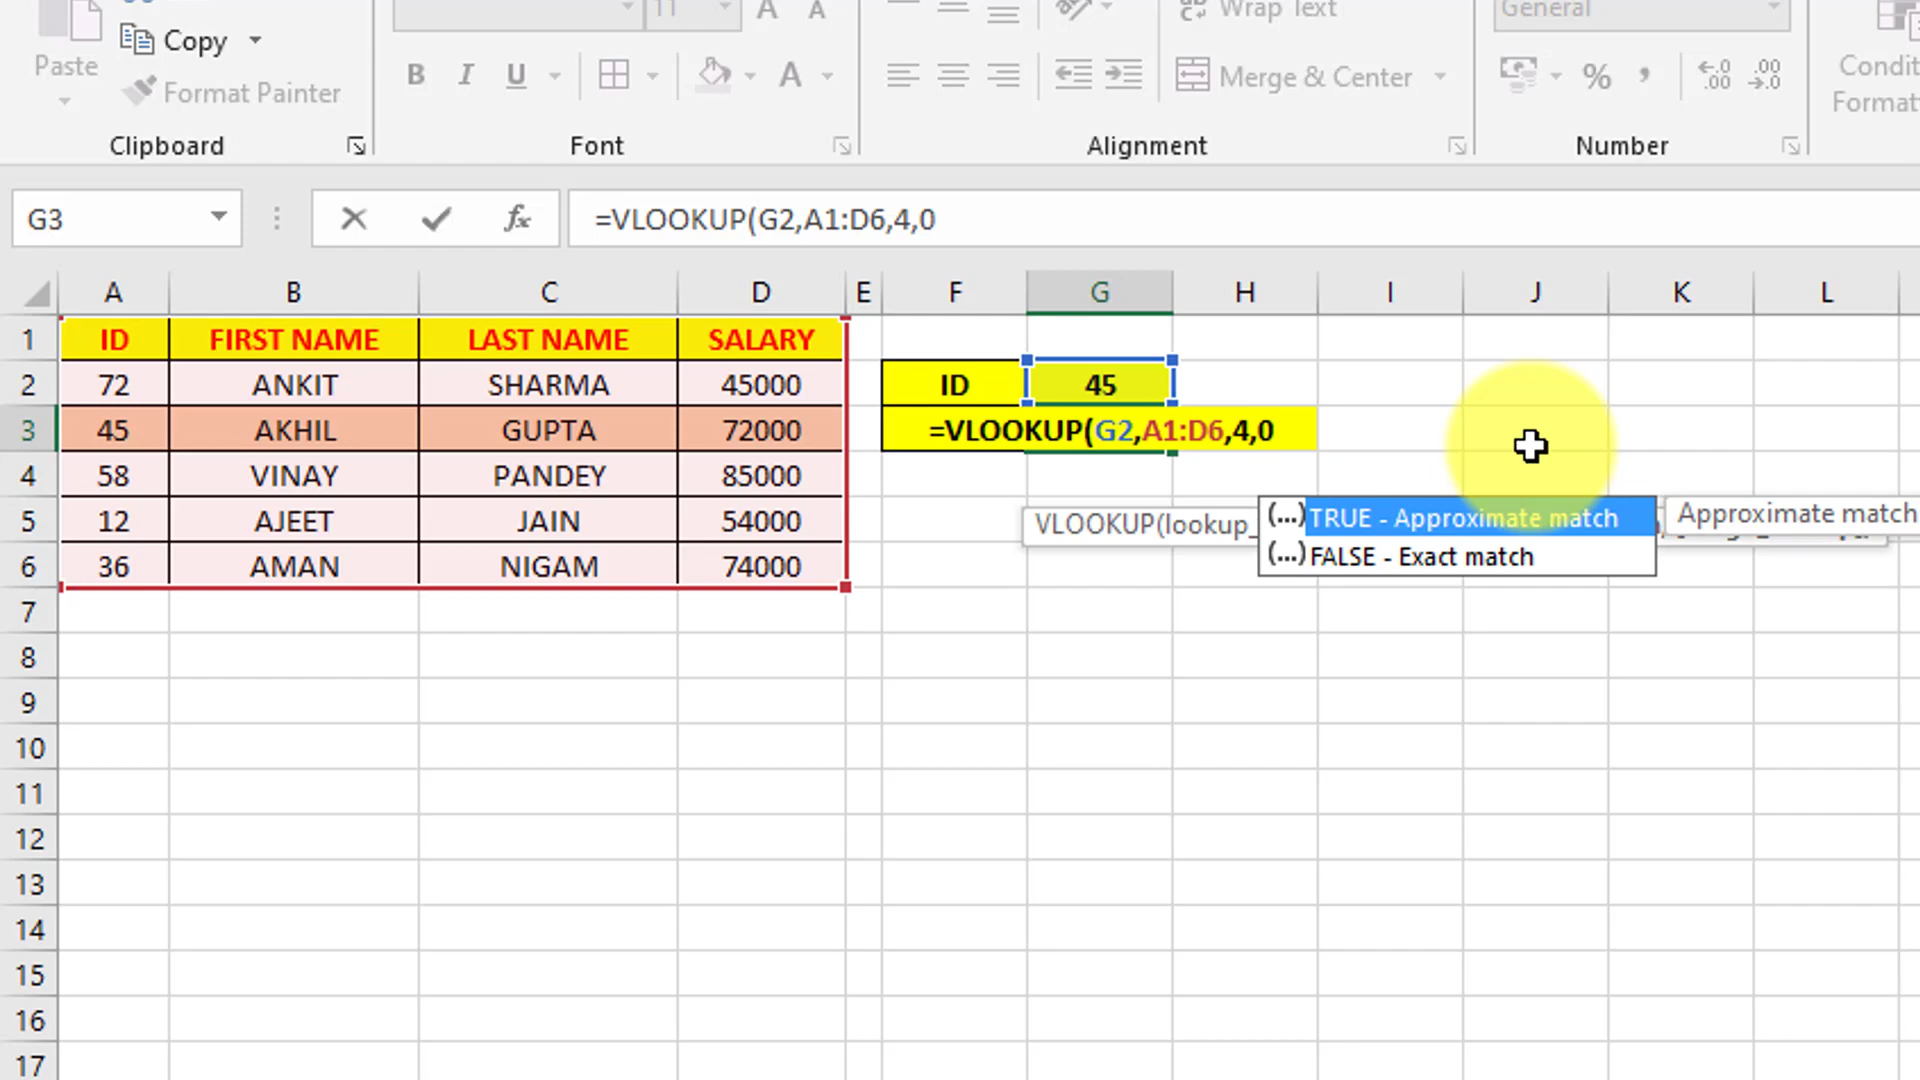 11 A A
Wrap Text
General
Copy
Paste
Format Painter
B I U A
Merge & Center
% ,
Condit
Format
Clipboard
Font
Alignment
Number
G3
fx
=VLOOKUP(G2,A1:D6,4,0
A B C D E F G H I J K L
1 ID FIRST NAME LAST NAME SALARY
2 72 ANKIT SHARMA 45000 ID 45
3 45 AKHIL GUPTA 72000 =VLOOKUP(G2,A1:D6,4,0
4 58 VINAY PANDEY 85000
VLOOKUP(lookup_ (...) TRUE - Approximate match Approximate match
5 12 AJEET JAIN 54000
(...) FALSE - Exact match
6 36 AMAN NIGAM 74000
7
8
9
10
11
12
13
14
15
16
17